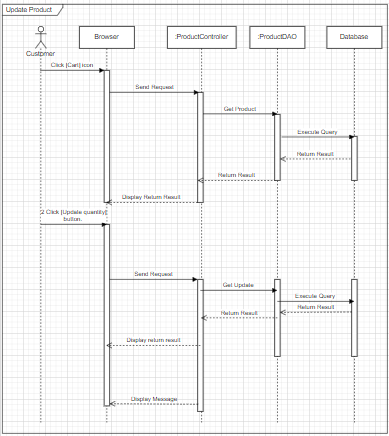 Update Product
Browser
:ProductController
:ProductDAO
Database
Customer
Click [Cart] icon
Send Request
Get Product
Execute Query
Return Result
Return Result
Display Return Result
2 Click [Update quantity]
button.
Send Request
Get Update
Execute Query
Return Result
Return Result
Display return result
Display Message